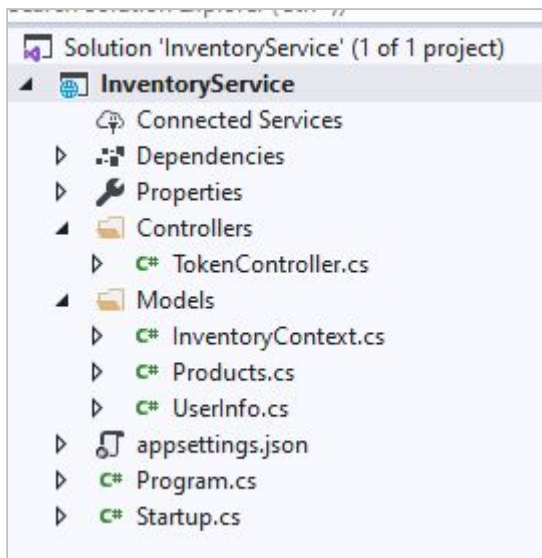 Solution 'InventoryService' (1 of 1 project)
InventoryService
Connected Services
Dependencies
Properties
Controllers
C# TokenController.cs
Models
C# InventoryContext.cs
C# Products.cs
C# UserInfo.cs
appsettings.json
C# Program.cs
C# Startup.cs